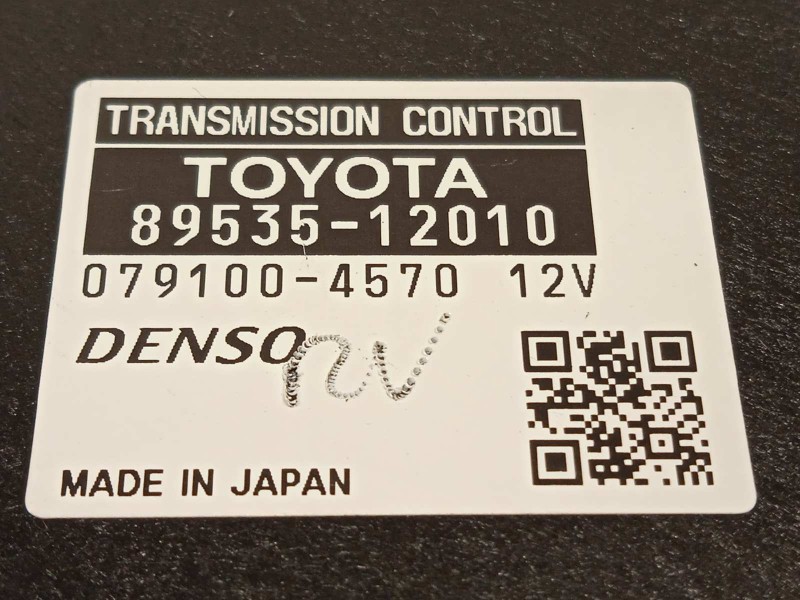 TRANSMISSION CONTROL
TOYOTA
89535-12010
079100-4570 12V
DENSO
MADE IN JAPAN